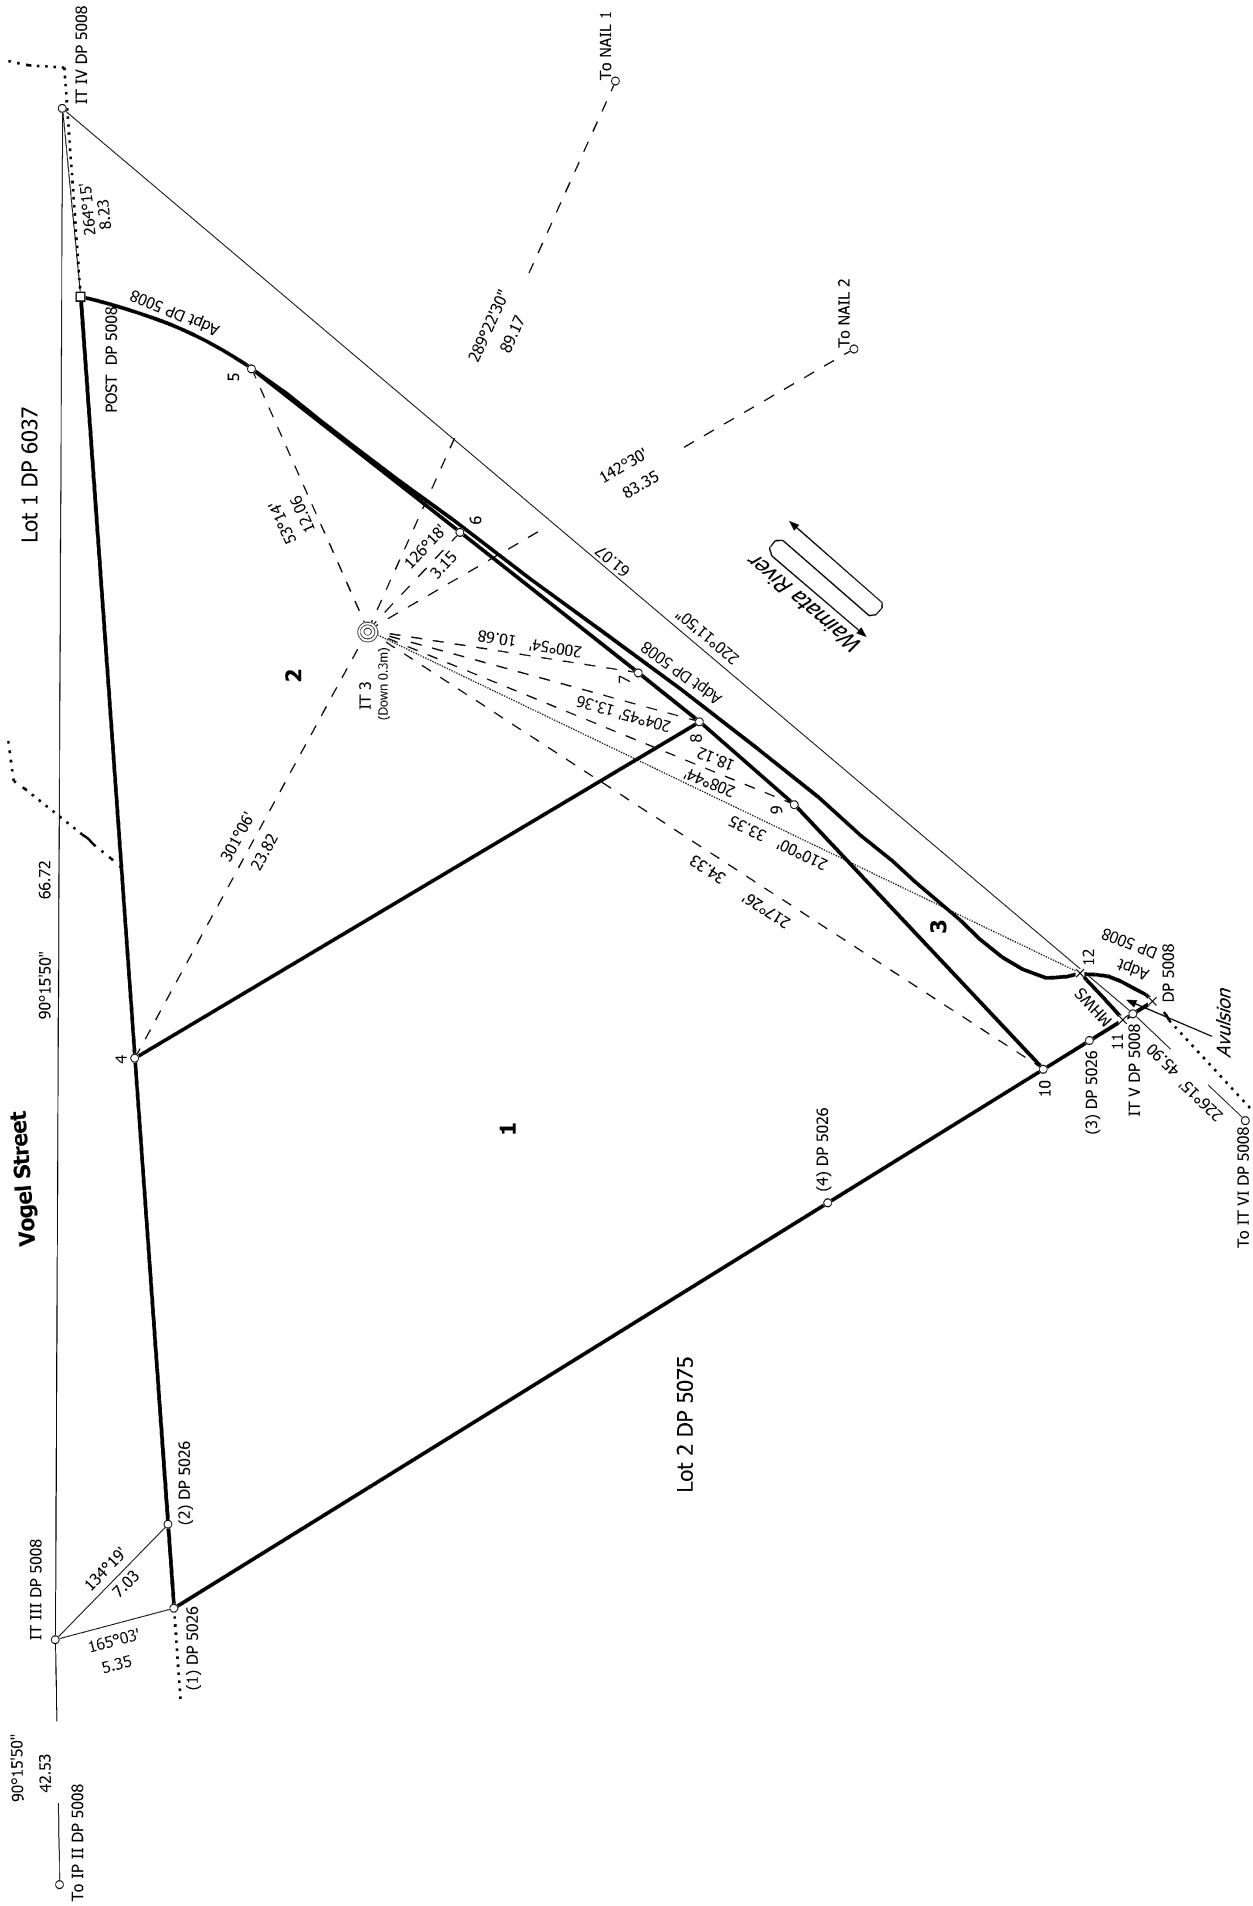 Lot 1 DP 6037
Vogel Street
IT IV DP 5008
264°15'
8.23
POST DP 5008
Adpt DP 5008
To NAIL 1
289°22'30"
89.17
To NAIL 2
142°30'
83.35
5
53°14'
12.06
6
126°18'
3.15
IT 3
(Down 0.3m)
2
61.07
220°11'50"
Waimata River
Adpt DP 5008
200°54' 10.68
7
204°45' 13.36
8
18.12
208°44'
9
33.35
210°00'
34.33
217°26'
301°06'
23.82
66.72
90°15'50"
4
1
3
12
Adpt
DP 5008
DP 5008
MHWS
11
IT V DP 5008
Avulsion
226°15' 45.90
(3) DP 5026
10
(4) DP 5026
To IT VI DP 5008
Lot 2 DP 5075
(2) DP 5026
IT III DP 5008
134°19'
7.03
165°03'
5.35
(1) DP 5026
90°15'50"
42.53
To IP II DP 5008